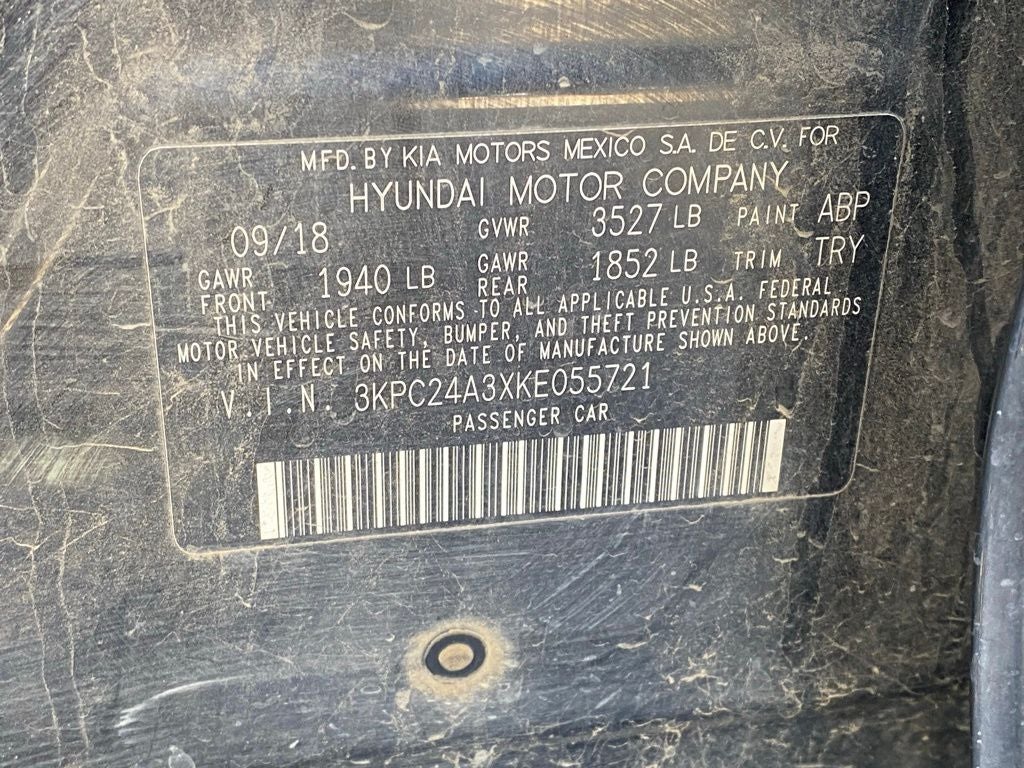 MFD. BY KIA MOTORS MEXICO S.A. DE C.V. FOR
HYUNDAI MOTOR COMPANY
09/18 GVWR 3527 LB PAINT ABP
GAWR FRONT 1940 LB GAWR REAR 1852 LB TRIM TRY
THIS VEHICLE CONFORMS TO ALL APPLICABLE U.S.A. FEDERAL
MOTOR VEHICLE SAFETY, BUMPER, AND THEFT PREVENTION STANDARDS
IN EFFECT ON THE DATE OF MANUFACTURE SHOWN ABOVE.
V.I.N. 3KPC24A3XKE055721
PASSENGER CAR